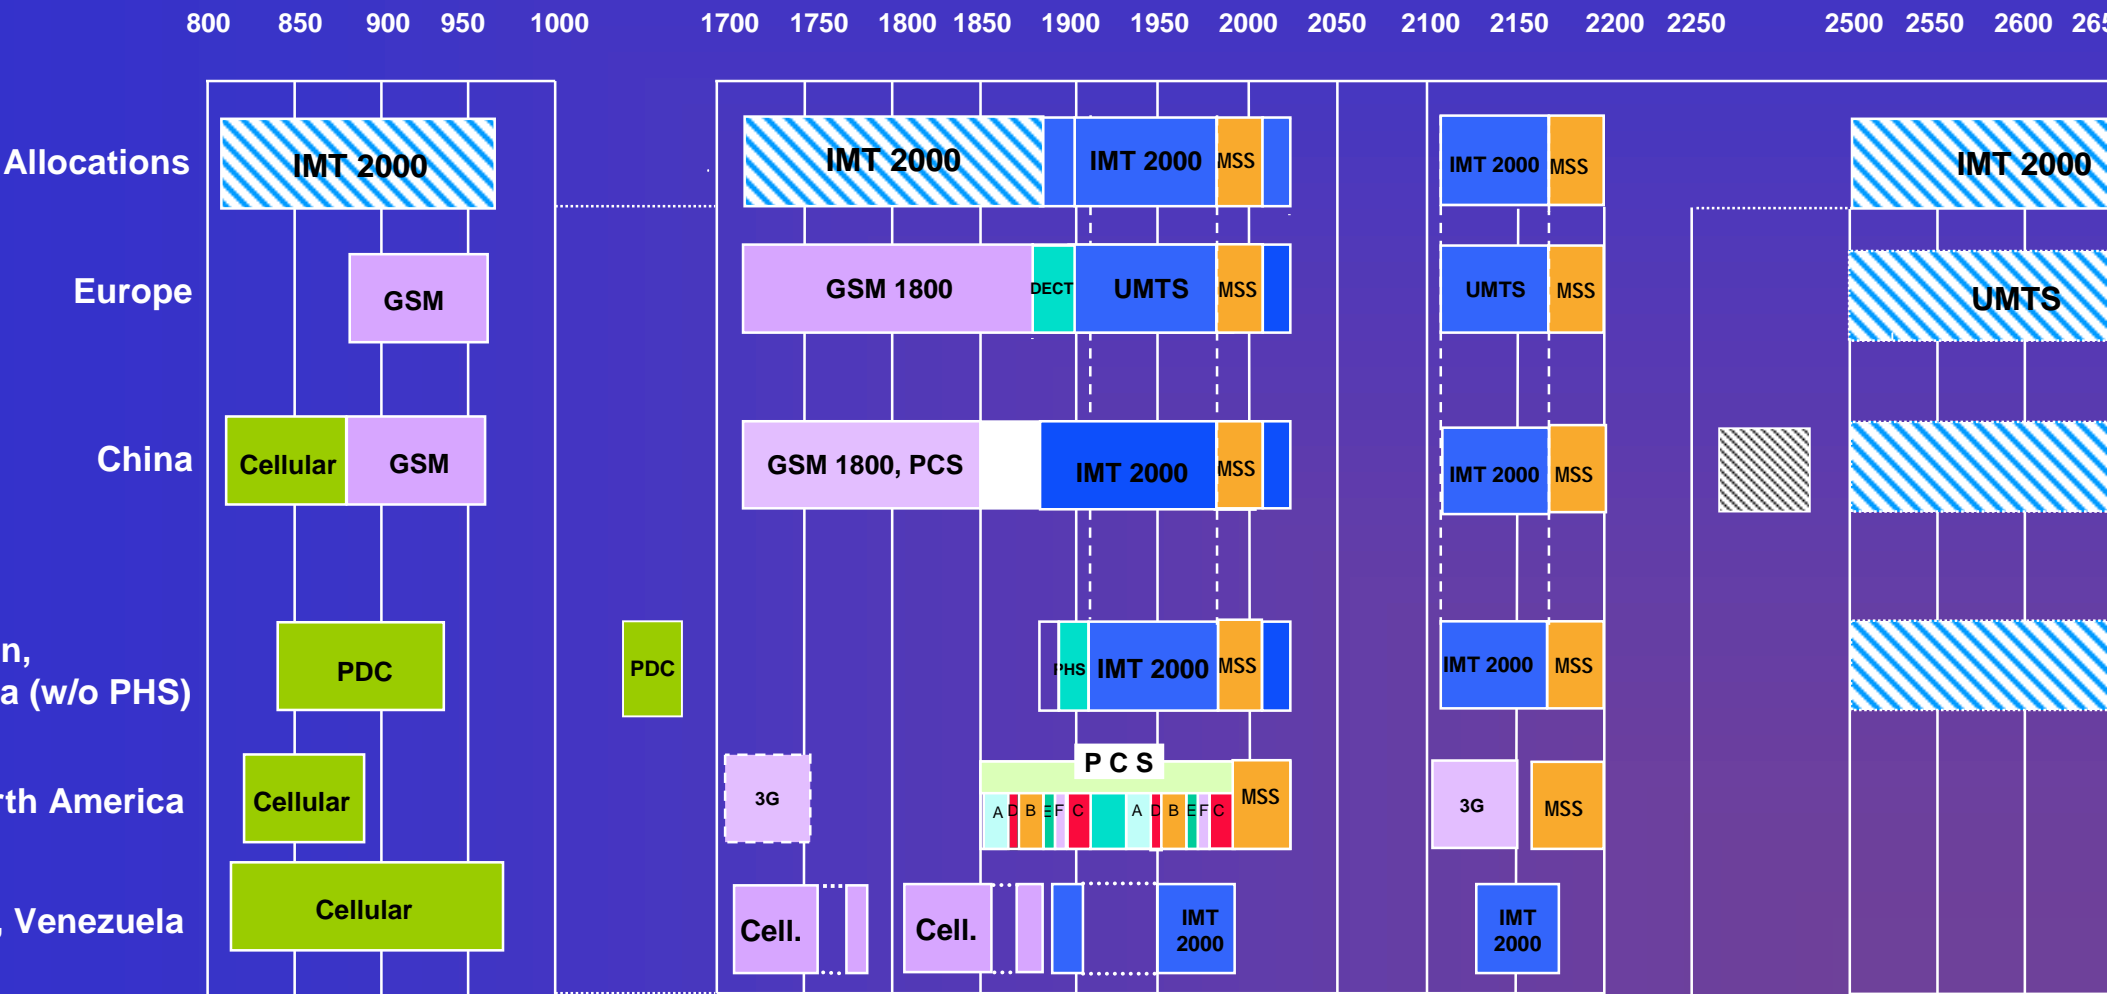 800 850 900 950 1000 1700 1750 1800 1850 1900 1950 2000 2050 2100 2150 2200 2250 2500 2550 2600 265
Allocations IMT 2000 IMT 2000 IMT 2000 MSS IMT 2000 MSS IMT 2000
Europe GSM GSM 1800 DECT UMTS MSS UMTS MSS UMTS
China Cellular GSM GSM 1800, PCS IMT 2000 MSS IMT 2000 MSS
n,
a (w/o PHS) PDC PDC PHS IMT 2000 MSS IMT 2000 MSS
P C S
rth America Cellular 3G A D B E F C A D B E F C MSS 3G MSS
, Venezuela Cellular Cell. Cell. IMT 2000 IMT 2000